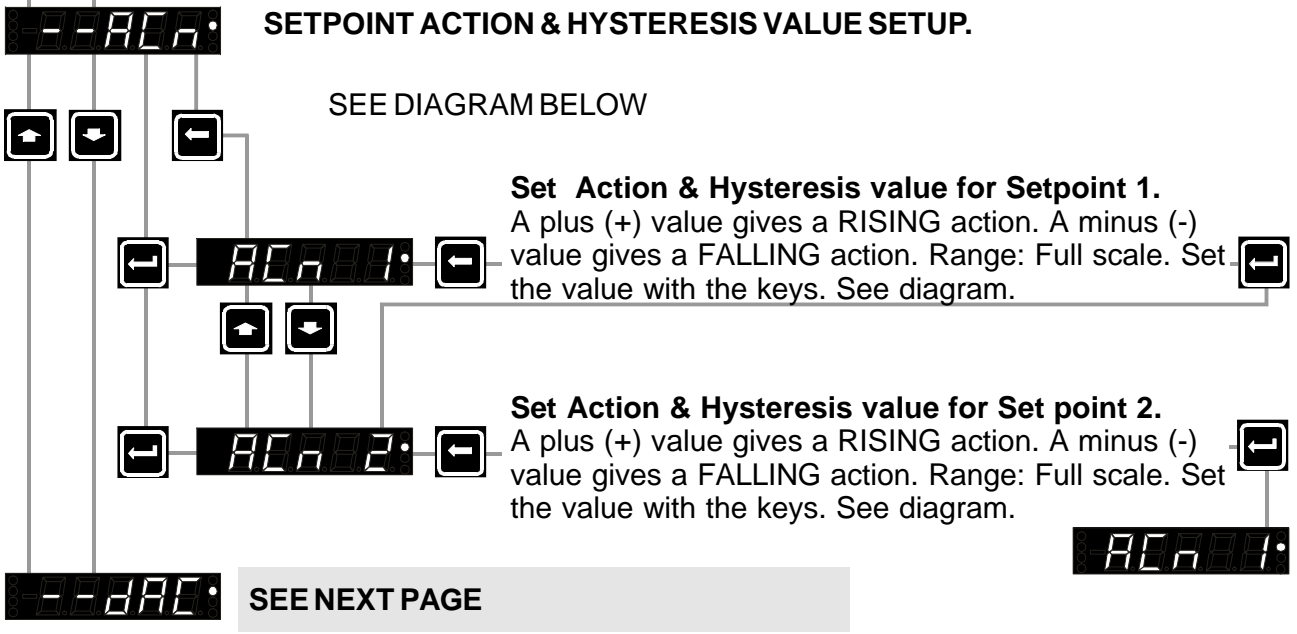 --ACn
SETPOINT ACTION & HYSTERESIS VALUE SETUP.
SEE DIAGRAM BELOW
Set Action & Hysteresis value for Setpoint 1.
A plus (+) value gives a RISING action. A minus (-)
ACn 1
value gives a FALLING action. Range: Full scale. Set
the value with the keys. See diagram.
Set Action & Hysteresis value for Set point 2.
A plus (+) value gives a RISING action. A minus (-)
ACn 2
value gives a FALLING action. Range: Full scale. Set
the value with the keys. See diagram.
ACn 1
--dAC
SEE NEXT PAGE